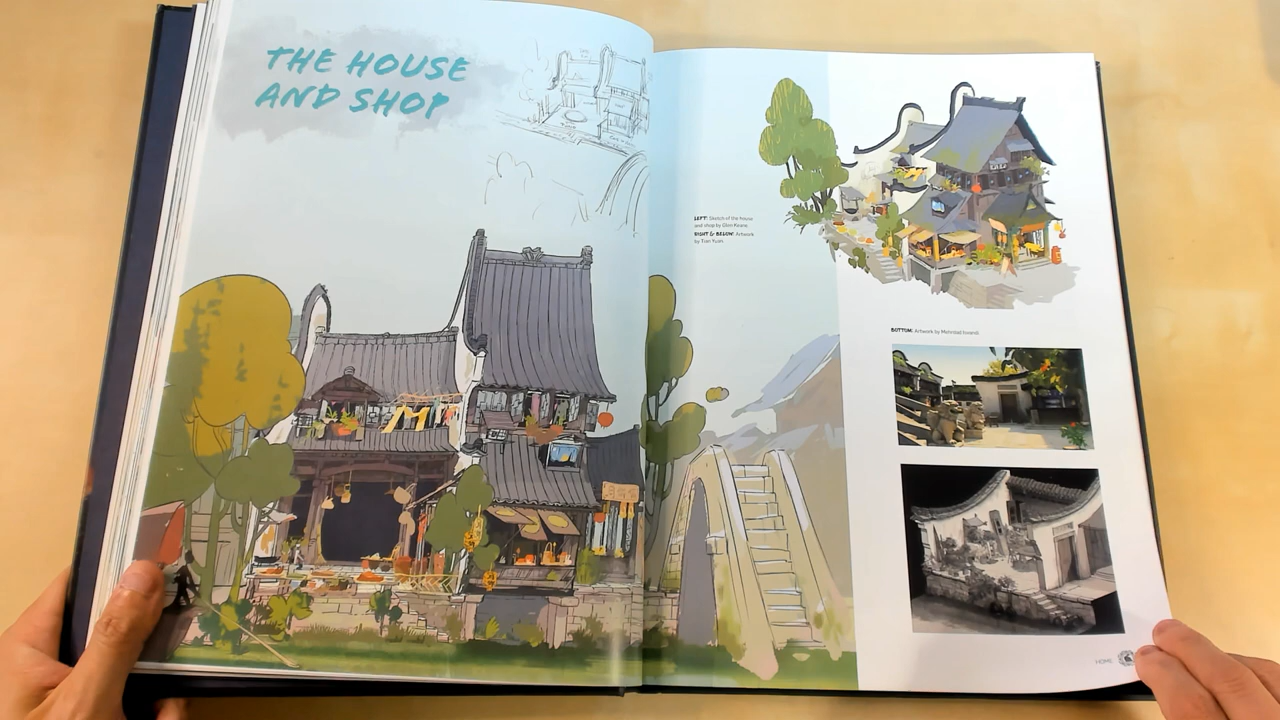 THE HOUSE
AND SHOP
LEFT: Sketch of the house
and shop by Glen Keane
RIGHT & BELOW: Artwork
by Tian Yuan
BOTTOM: Artwork by Mehrdad Isvandi
HOME